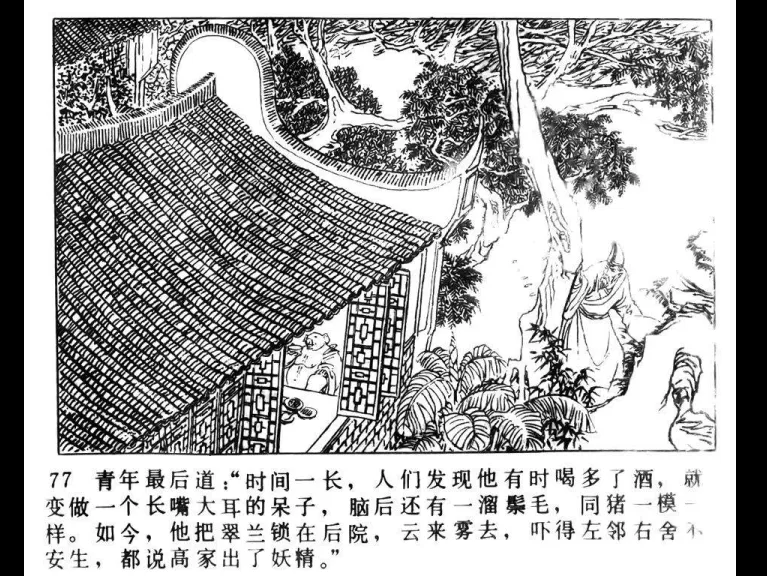 77 青年最后道：“时间一长，人们发现他有时喝多了酒，就
变做一个长嘴大耳的呆子，脑后还有一溜鬃毛，同猪一模一
样。如今，他把翠兰锁在后院，云来雾去，吓得左邻右舍不
安生，都说高家出了妖精。”